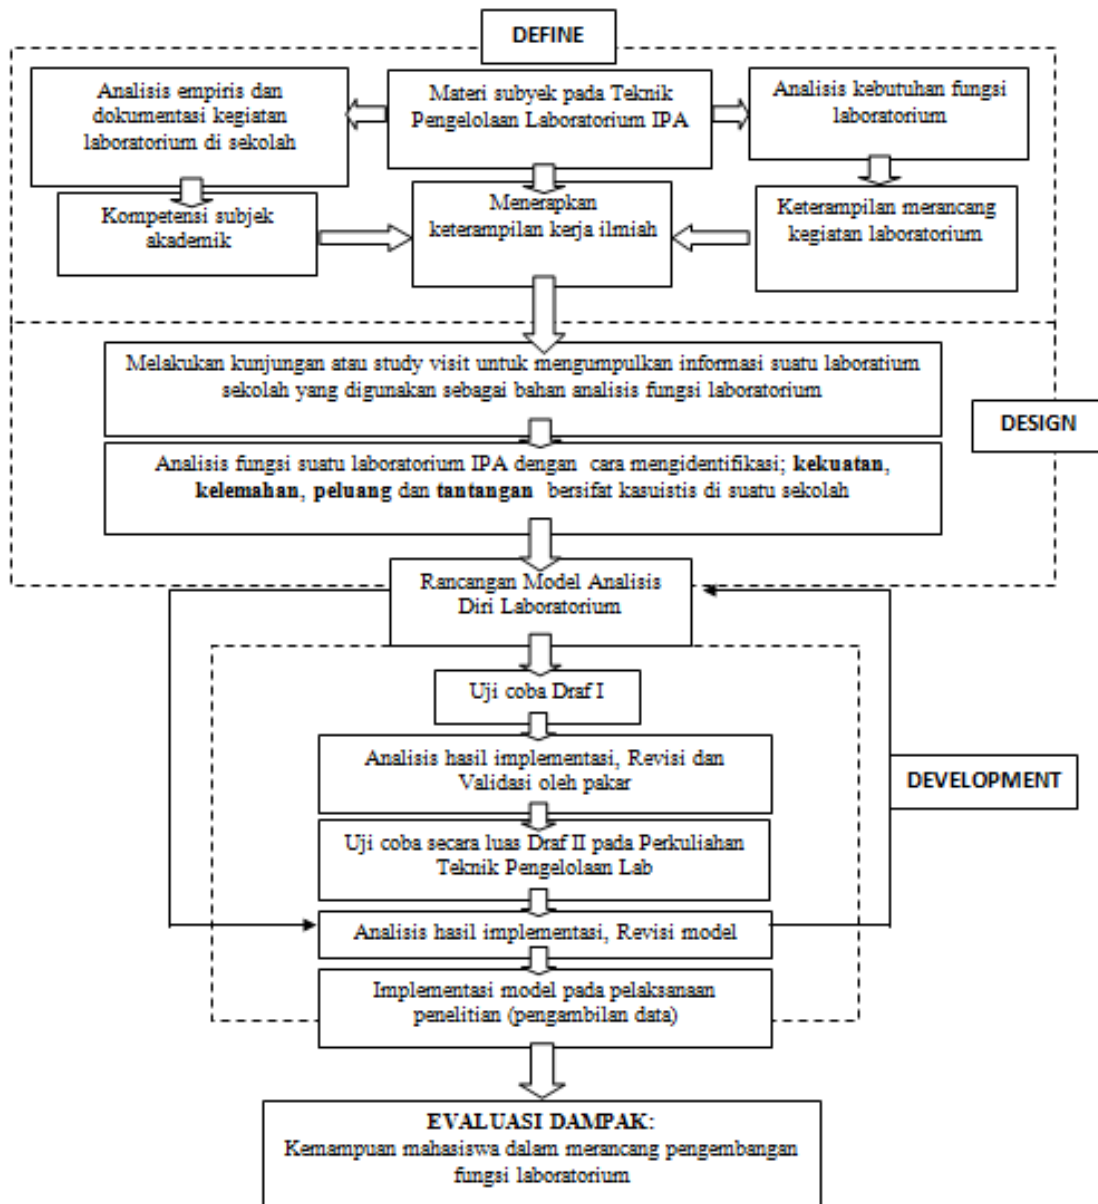 DEFINE
Analisis empiris dan
dokumentasi kegiatan
laboratorium di sekolah
Materi subyek pada Teknik
Pengelolaan Laboratorium IPA
Analisis kebutuhan fungsi
laboratorium
Kompetensi subjek
akademik
Menerapkan
keterampilan kerja ilmiah
Keterampilan merancang
kegiatan laboratorium
Melakukan kunjungan atau study visit untuk mengumpulkan informasi suatu laboratium
sekolah yang digunakan sebagai bahan analisis fungsi laboratorium
DESIGN
Analisis fungsi suatu laboratorium IPA dengan cara mengidentifikasi; kekuatan,
kelemahan, peluang dan tantangan bersifat kasuistis di suatu sekolah
Rancangan Model Analisis
Diri Laboratorium
Uji coba Draf I
Analisis hasil implementasi, Revisi dan
Validasi oleh pakar
DEVELOPMENT
Uji coba secara luas Draf II pada Perkuliahan
Teknik Pengelolaan Lab
Analisis hasil implementasi, Revisi model
Implementasi model pada pelaksanaan
penelitian (pengambilan data)
EVALUASI DAMPAK:
Kemampuan mahasiswa dalam merancang pengembangan
fungsi laboratorium